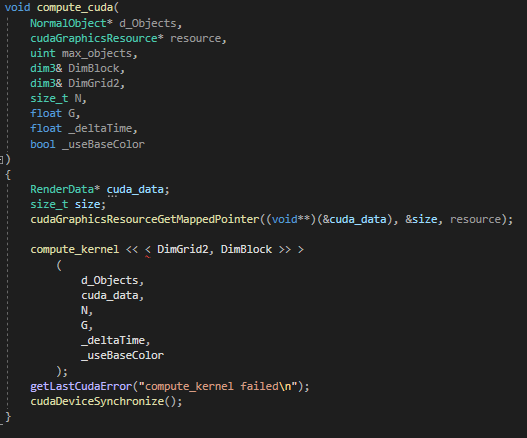 void compute_cuda(
NormalObject* d_Objects,
cudaGraphicsResource* resource,
uint max_objects,
dim3& DimBlock,
dim3& DimGrid2,
size_t N,
float G,
float _deltaTime,
bool _useBaseColor
)
{
RenderData* cuda_data;
size_t size;
cudaGraphicsResourceGetMappedPointer((void**)(&cuda_data), &size, resource);
compute_kernel << < DimGrid2, DimBlock >> >
(
d_Objects,
cuda_data,
N,
G,
_deltaTime,
_useBaseColor
);
getLastCudaError("compute_kernel failed\n");
cudaDeviceSynchronize();
}